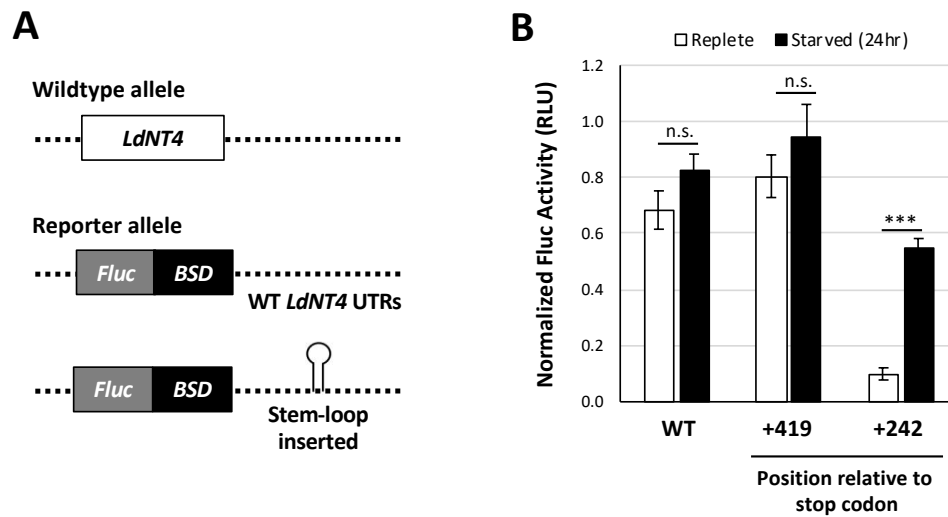 A
Wildtype allele
LdNT4
Reporter allele
Fluc BSD
WT LdNT4 UTRs
Fluc BSD
Stem-loop
inserted
B
Replete Starved (24hr)
Normalized Fluc Activity (RLU)
1.2
1.0
0.8
0.6
0.4
0.2
0.0
n.s.
n.s.
***
WT +419 +242
Position relative to
stop codon